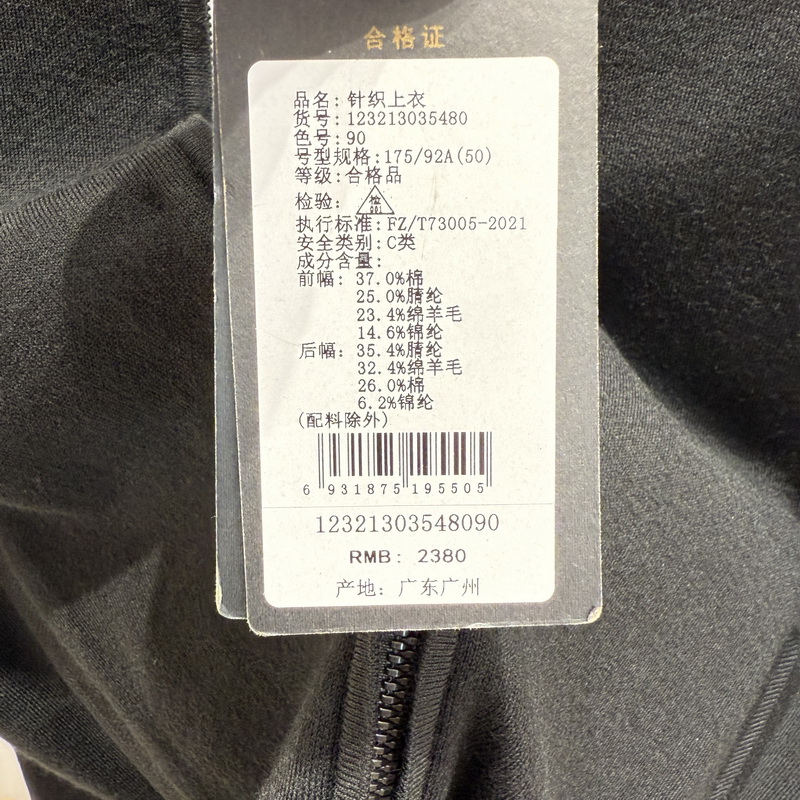 合格证
品名: 针织上衣
货号: 123213035480
色号: 90
号型规格: 175/92A(50)
等级: 合格品
检验:
001
执行标准: FZ/T73005-2021
安全类别: C类
成分含量:
前幅: 37.0%棉
25.0%腈纶
23.4%绵羊毛
14.6%锦纶
后幅: 35.4%腈纶
32.4%绵羊毛
26.0%棉
6.2%锦纶
(配料除外)
6 931875 195505
12321303548090
RMB: 2380
产地: 广东广州